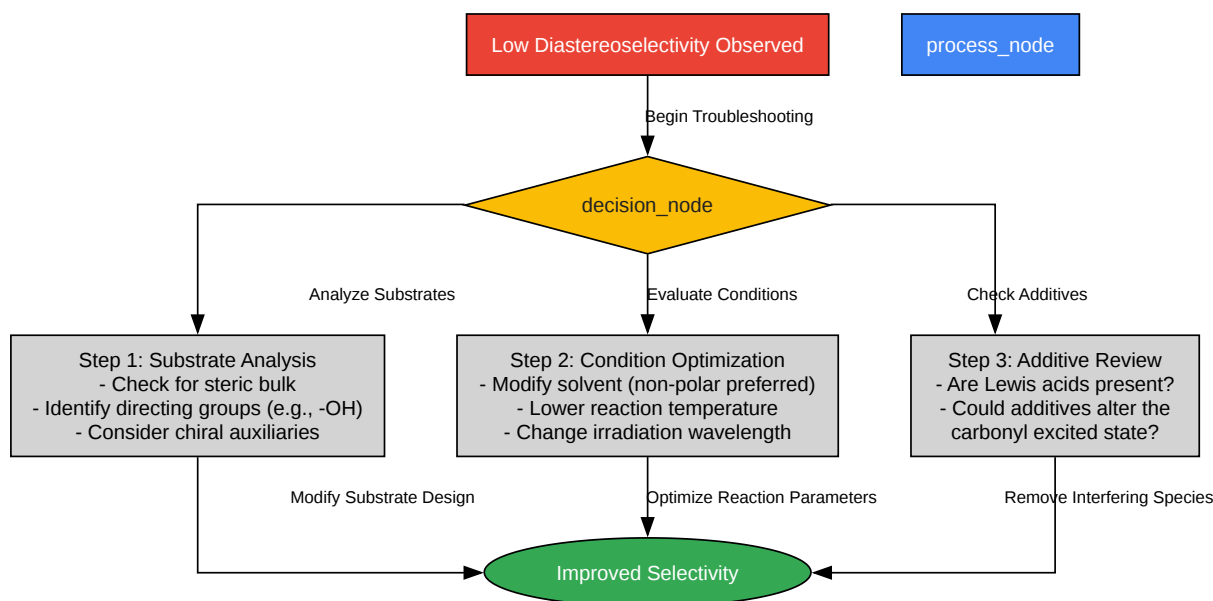 Low Diastereoselectivity Observed
process_node
Begin Troubleshooting
decision_node
Analyze Substrates
Evaluate Conditions
Check Additives
Step 1: Substrate Analysis
- Check for steric bulk
- Identify directing groups (e.g., -OH)
- Consider chiral auxiliaries
Step 2: Condition Optimization
- Modify solvent (non-polar preferred)
- Lower reaction temperature
- Change irradiation wavelength
Step 3: Additive Review
- Are Lewis acids present?
- Could additives alter the
carbonyl excited state?
Modify Substrate Design
Optimize Reaction Parameters
Remove Interfering Species
Improved Selectivity